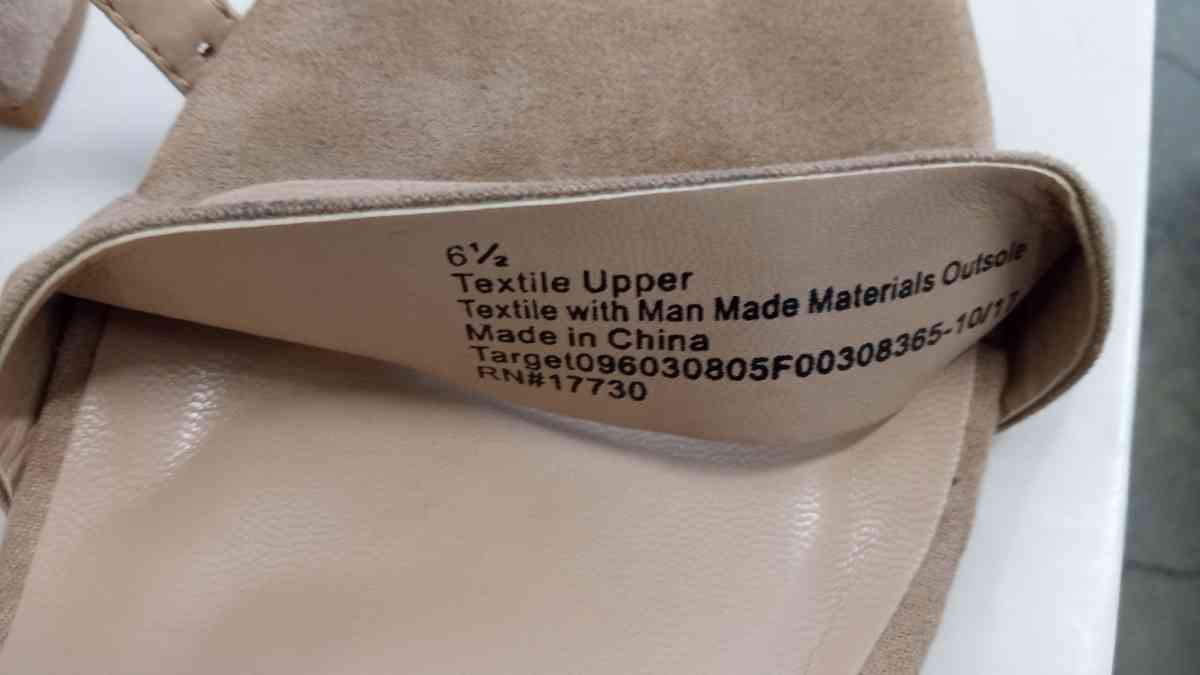 6½
Textile Upper
Textile with Man Made Materials Outsole
Made in China
Target096030805F00308365-10/17
RN#17730